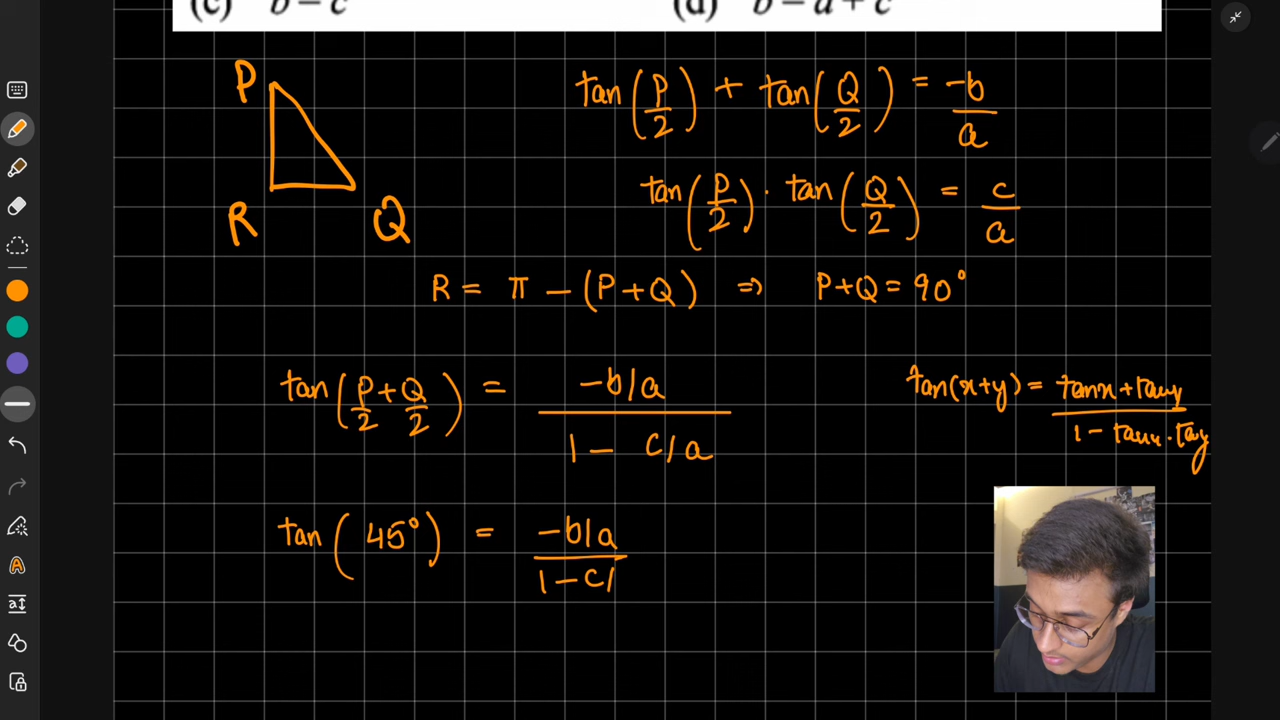 (c) b = c (d) b = a + c
P
R Q
tan(P/2) + tan(Q/2) = -b/a
tan(P/2) · tan(Q/2) = c/a
R = π − (P+Q) ⇒ P+Q = 90°
tan(P/2 + Q/2) = -b/a / 1 − c/a
tan(x+y) = tanx + tany / 1 − tanx · tay
tan(45°) = -b/a / 1 − c/